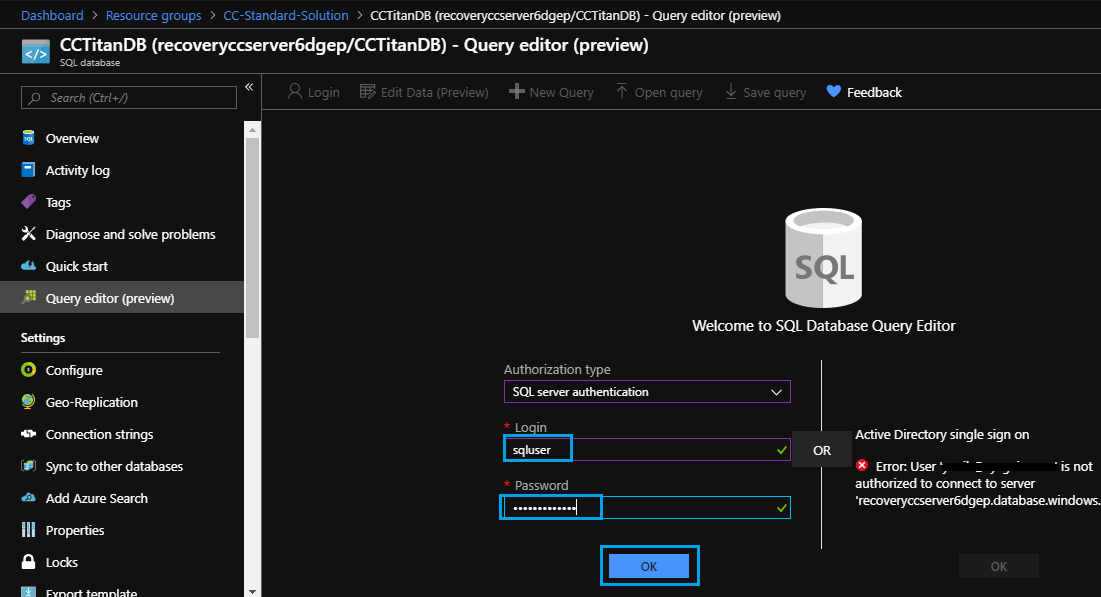 Dashboard > Resource groups > CC-Standard-Solution > CCTitanDB (recoveryccserver6dgep/CCTitanDB) - Query editor (preview)
CCTitanDB (recoveryccserver6dgep/CCTitanDB) - Query editor (preview)
SQL database
Search (Ctrl+/)
«
Login
Edit Data (Preview)
New Query
Open query
Save query
Feedback
Overview
Activity log
Tags
Diagnose and solve problems
Quick start
Query editor (preview)
Settings
Configure
Geo-Replication
Connection strings
Sync to other databases
Add Azure Search
Properties
Locks
Export template
SQL
Welcome to SQL Database Query Editor
Authorization type
SQL server authentication
* Login
sqluser
* Password
•••••••••••••
OK
OR
Active Directory single sign on
Error: User ' ' is not
authorized to connect to server
'recoveryccserver6dgep.database.windows.
OK